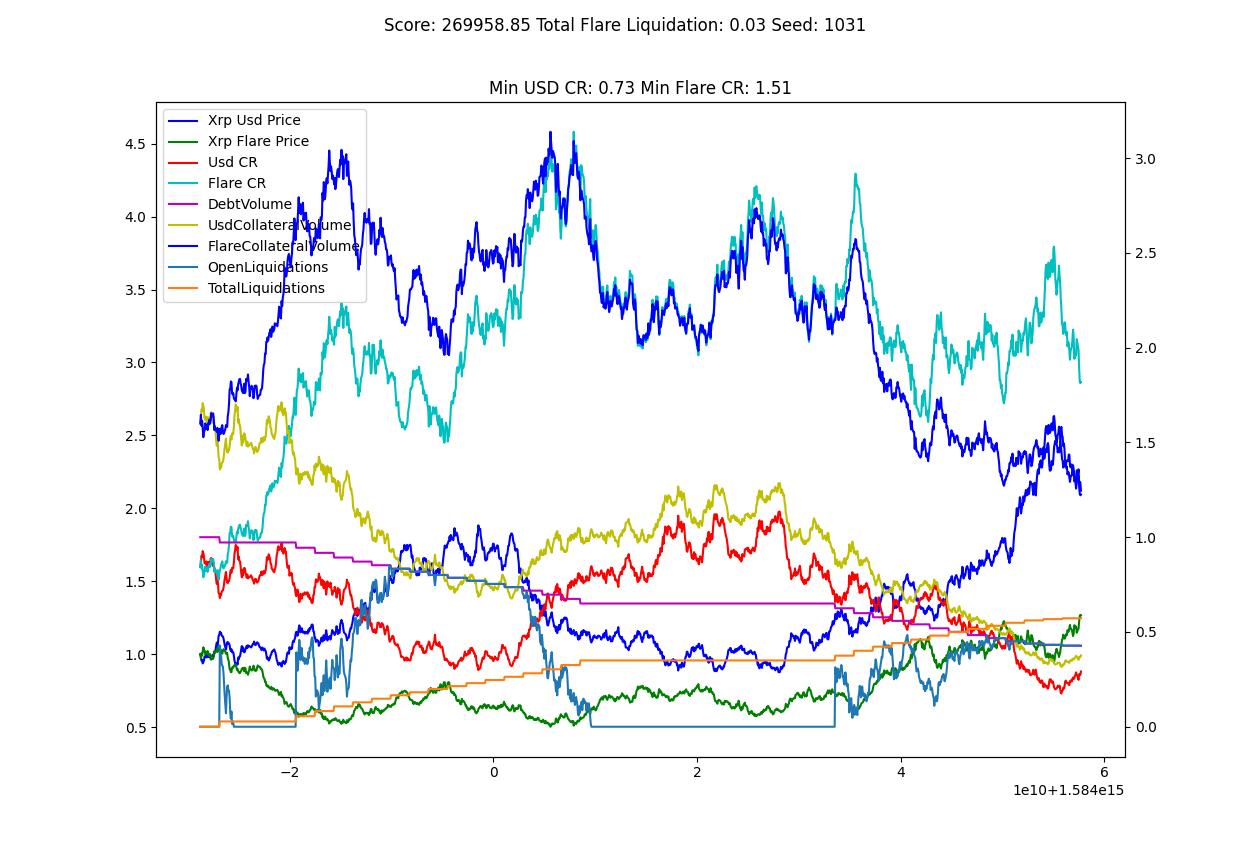 Score: 269958.85 Total Flare Liquidation: 0.03 Seed: 1031
Min USD CR: 0.73 Min Flare CR: 1.51
Xrp Usd Price
Xrp Flare Price
Usd CR
Flare CR
DebtVolume
UsdCollateralVolume
FlareCollateralVolume
OpenLiquidations
TotalLiquidations
4.5
4.0
3.5
3.0
2.5
2.0
1.5
1.0
0.5
3.0
2.5
2.0
1.5
1.0
0.5
0.0
−2 0 2 4 6
1e10+1.584e15